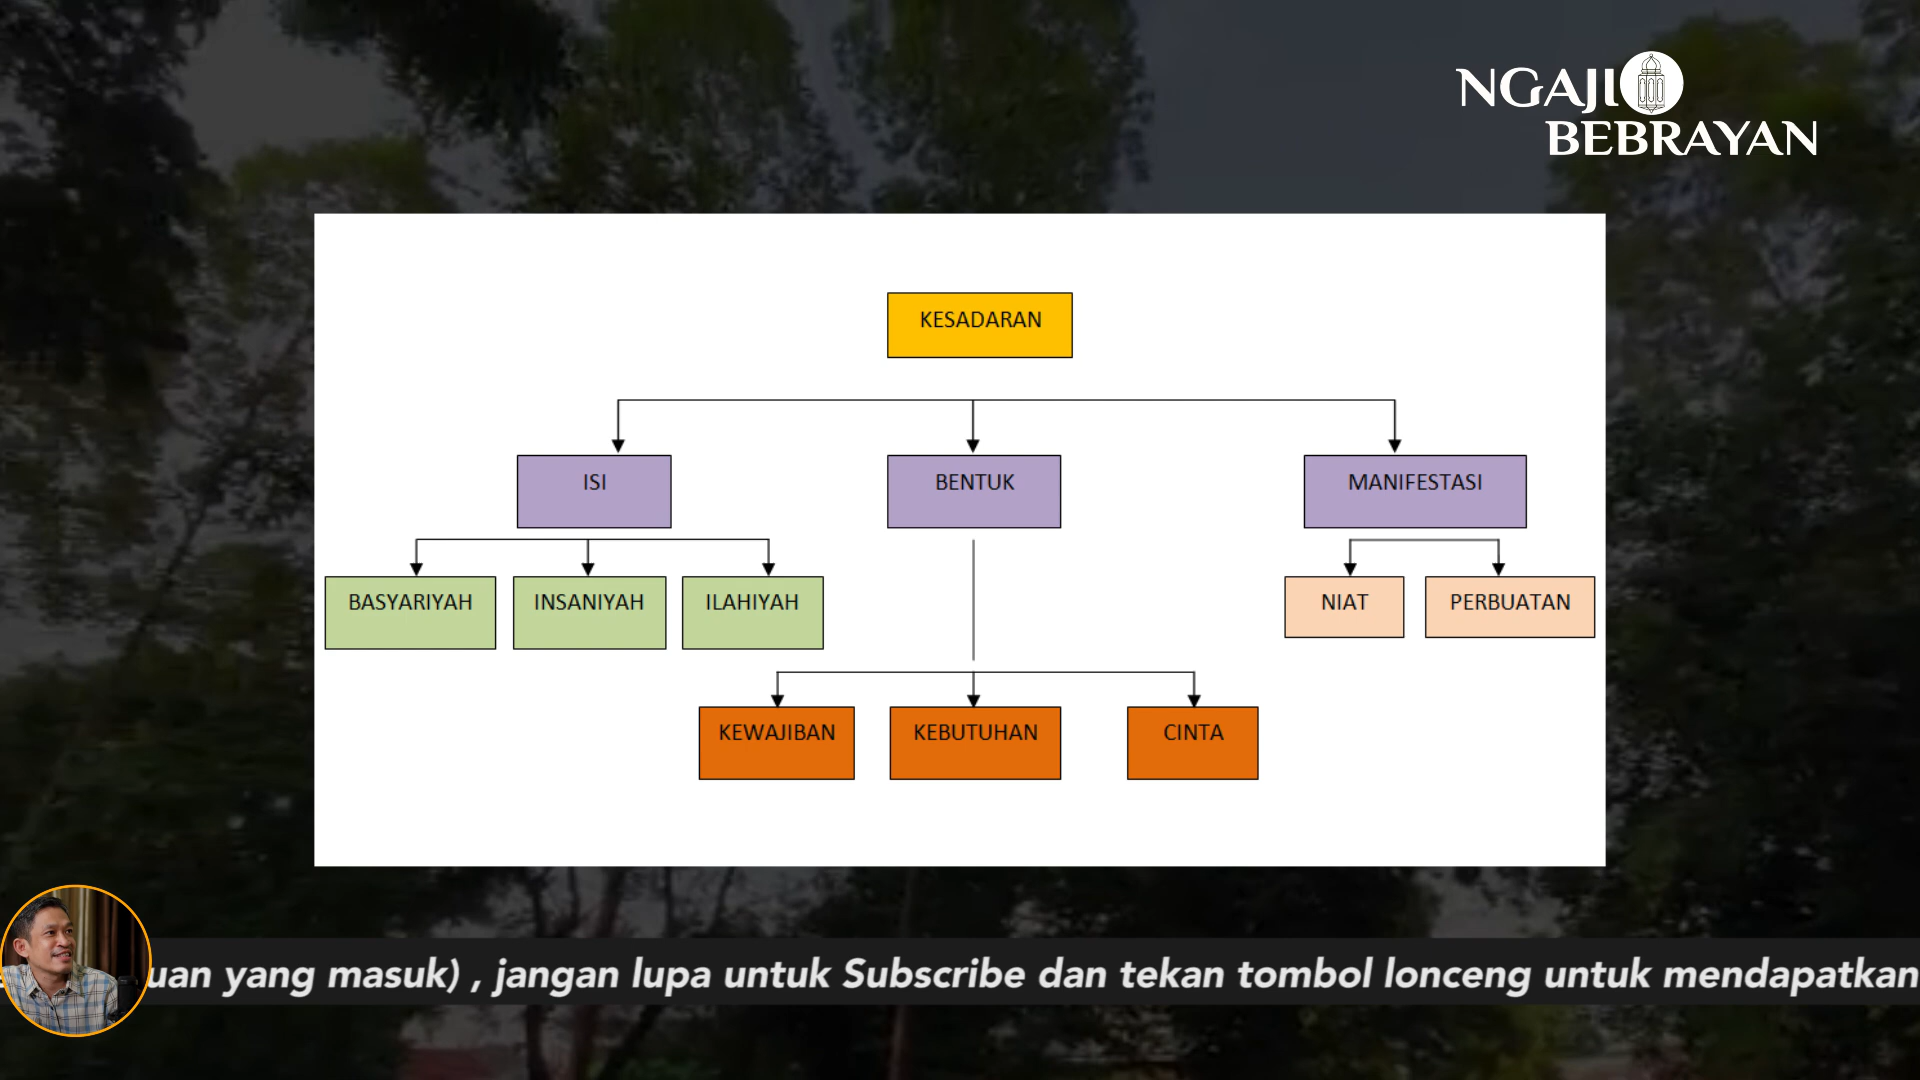 NGAJI
BEBRAYAN
KESADARAN
ISI
BENTUK
MANIFESTASI
BASYARIYAH
INSANIYAH
ILAHIYAH
NIAT
PERBUATAN
KEWAJIBAN
KEBUTUHAN
CINTA
uan yang masuk) , jangan lupa untuk Subscribe dan tekan tombol lonceng untuk mendapatkan